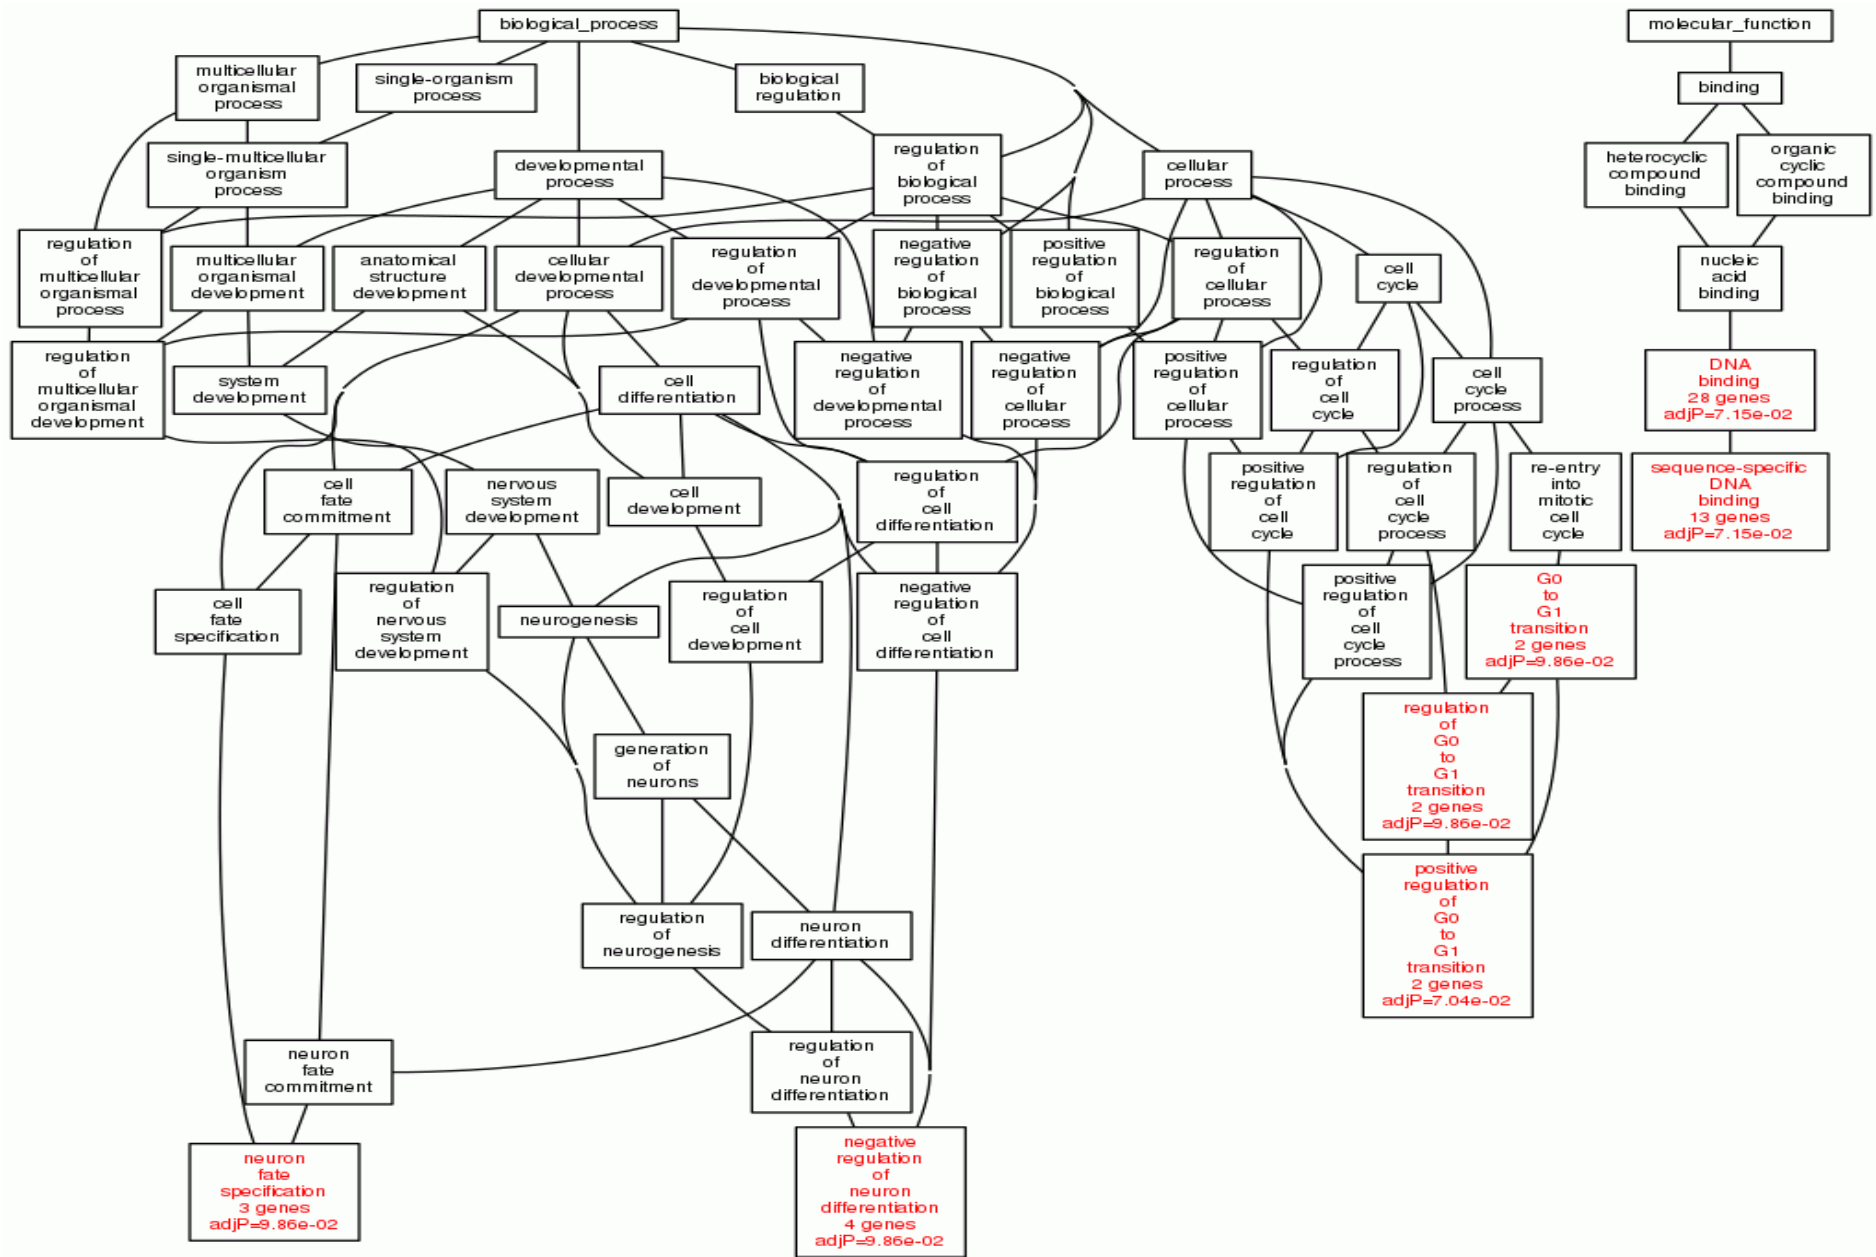 biological_process
molecular_function
multicellular
organismal
process
single-organism
process
biological
regulation
binding
single-multicellular
organism
process
developmental
process
regulation
of
biological
process
cellular
process
heterocyclic
compound
binding
organic
cyclic
compound
binding
regulation
of
multicellular
organismal
process
multicellular
organismal
development
anatomical
structure
development
cellular
developmental
process
regulation
of
developmental
process
negative
regulation
of
biological
process
positive
regulation
of
biological
process
regulation
of
cellular
process
cell
cycle
nucleic
acid
binding
regulation
of
multicellular
organismal
development
system
development
cell
differentiation
negative
regulation
of
developmental
process
negative
regulation
of
cellular
process
positive
regulation
of
cellular
process
regulation
of
cell
cycle
cell
cycle
process
DNA
binding
28 genes
adjP=7.15e-02
cell
fate
commitment
nervous
system
development
cell
development
regulation
of
cell
differentiation
positive
regulation
of
cell
cycle
regulation
of
cell
cycle
process
re-entry
into
mitotic
cell
cycle
sequence-specific
DNA
binding
13 genes
adjP=7.15e-02
cell
fate
specification
regulation
of
nervous
system
development
neurogenesis
regulation
of
cell
development
negative
regulation
of
cell
differentiation
positive
regulation
of
cell
cycle
process
G0
to
G1
transition
2 genes
adjP=9.86e-02
generation
of
neurons
regulation
of
G0
to
G1
transition
2 genes
adjP=9.86e-02
regulation
of
neurogenesis
neuron
differentiation
positive
regulation
of
G0
to
G1
transition
2 genes
adjP=7.04e-02
neuron
fate
commitment
regulation
of
neuron
differentiation
neuron
fate
specification
3 genes
adjP=9.86e-02
negative
regulation
of
neuron
differentiation
4 genes
adjP=9.86e-02